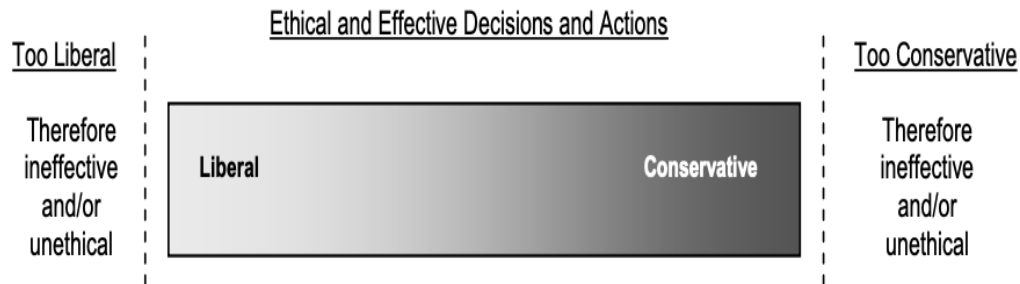 Ethical and Effective Decisions and Actions
Too Liberal
Therefore
ineffective
and/or
unethical
Liberal
Conservative
Too Conservative
Therefore
ineffective
and/or
unethical